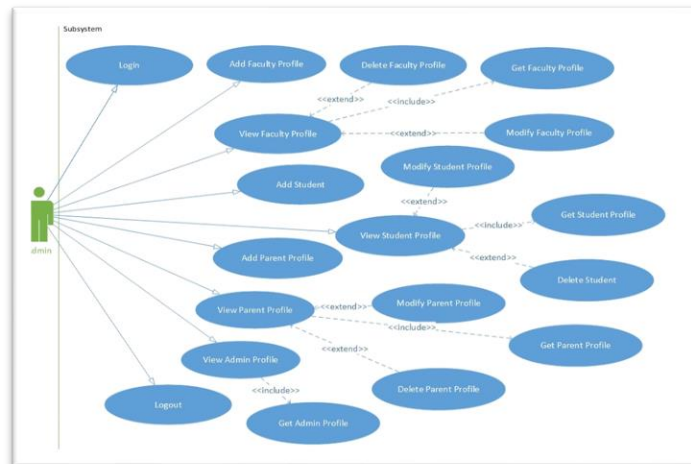 Subsystem
Login
Add Faculty Profile
Delete Faculty Profile
Get Faculty Profile
<<extend>>
<<include>>
View Faculty Profile
<<extend>>
Modify Faculty Profile
Modify Student Profile
Add Student
<<extend>>
Get Student Profile
<<include>>
View Student Profile
<<extend>>
Add Parent Profile
Delete Student
View Parent Profile
<<extend>>
Modify Parent Profile
<<include>>
Get Parent Profile
<<extend>>
View Admin Profile
Delete Parent Profile
<<include>>
Logout
Get Admin Profile
dmin